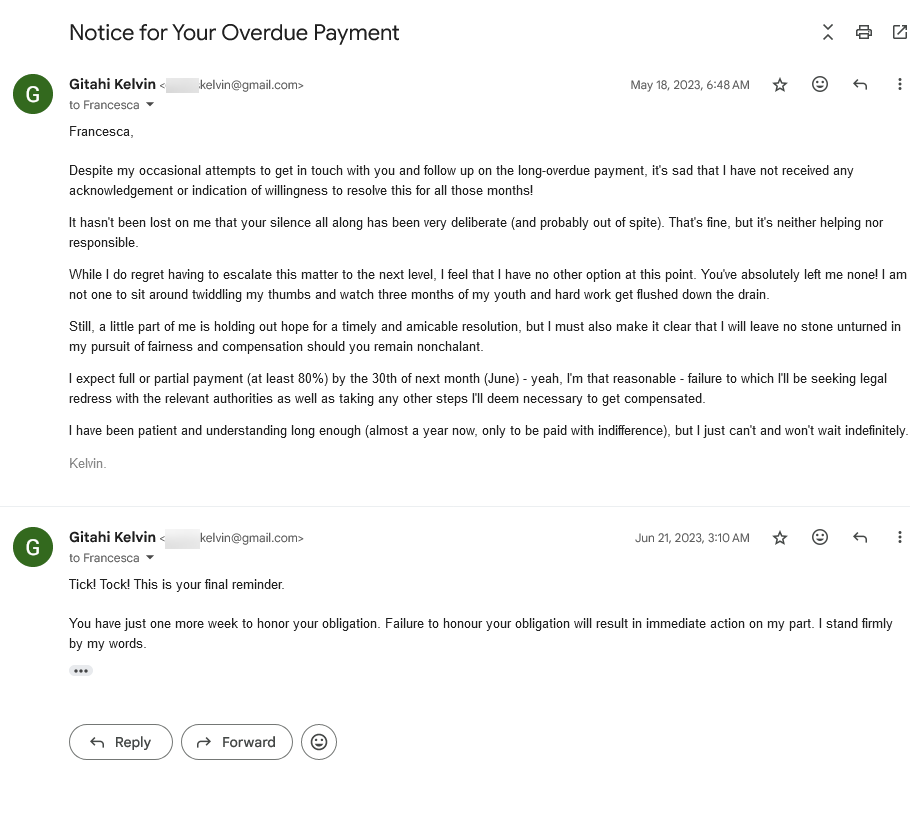 Notice for Your Overdue Payment
Gitahi Kelvin < kelvin@gmail.com>
May 18, 2023, 6:48 AM
to Francesca
G
Francesca,
Despite my occasional attempts to get in touch with you and follow up on the long-overdue payment, it's sad that I have not received any
acknowledgement or indication of willingness to resolve this for all those months!
It hasn't been lost on me that your silence all along has been very deliberate (and probably out of spite). That's fine, but it's neither helping nor
responsible.
While I do regret having to escalate this matter to the next level, I feel that I have no other option at this point. You've absolutely left me none! I am
not one to sit around twiddling my thumbs and watch three months of my youth and hard work get flushed down the drain.
Still, a little part of me is holding out hope for a timely and amicable resolution, but I must also make it clear that I will leave no stone unturned in
my pursuit of fairness and compensation should you remain nonchalant.
I expect full or partial payment (at least 80%) by the 30th of next month (June) - yeah, I'm that reasonable - failure to which I'll be seeking legal
redress with the relevant authorities as well as taking any other steps I'll deem necessary to get compensated.
I have been patient and understanding long enough (almost a year now, only to be paid with indifference), but I just can't and won't wait indefinitely.
Kelvin.
Gitahi Kelvin < kelvin@gmail.com>
Jun 21, 2023, 3:10 AM
to Francesca
G
Tick! Tock! This is your final reminder.
You have just one more week to honor your obligation. Failure to honour your obligation will result in immediate action on my part. I stand firmly
by my words.
Reply
Forward